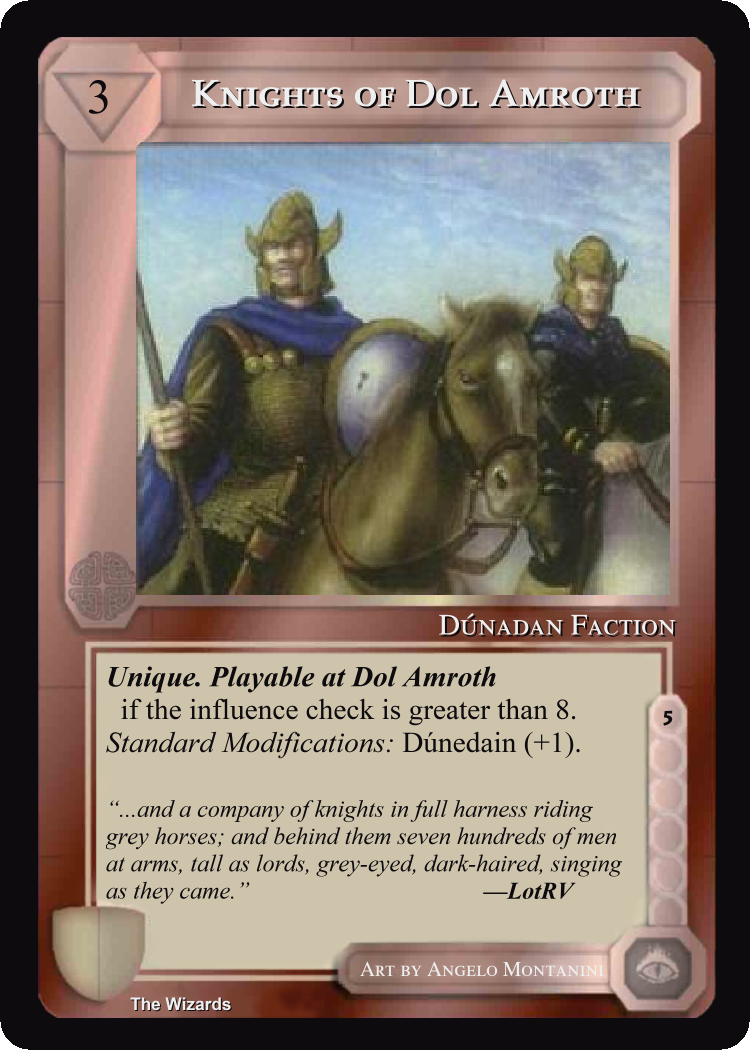 3
Knights of Dol Amroth
Dúnadan Faction
Unique. Playable at Dol Amroth
if the influence check is greater than 8.
Standard Modifications: Dúnedain (+1).
5
“...and a company of knights in full harness riding
grey horses; and behind them seven hundreds of men
at arms, tall as lords, grey-eyed, dark-haired, singing
as they came.” —LotRV
Art by Angelo Montanini
The Wizards